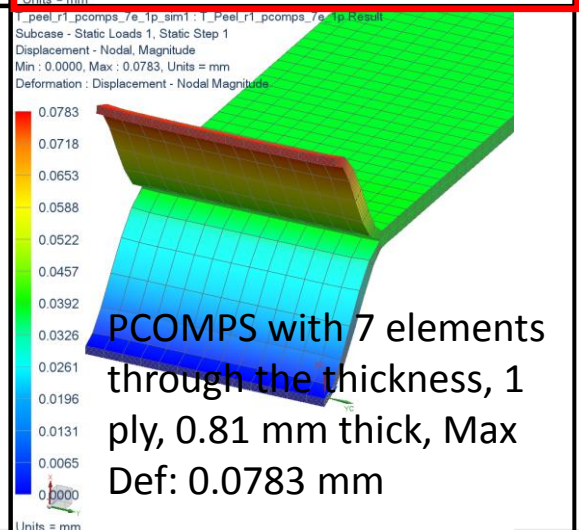 Units = mm
T_peel_r1_pcomps_7e_1p_sim1 : T_Peel_r1_pcomps_7e_1p Result
Subcase - Static Loads 1, Static Step 1
Displacement - Nodal, Magnitude
Min : 0.0000, Max : 0.0783, Units = mm
Deformation : Displacement - Nodal Magnitude
0.0783
0.0718
0.0653
0.0588
0.0522
0.0457
0.0392
0.0326
0.0261
0.0196
0.0131
0.0065
0.0000
PCOMPS with 7 elements
through the thickness, 1
ply, 0.81 mm thick, Max
Def: 0.0783 mm
YC
X
Y
Units = mm